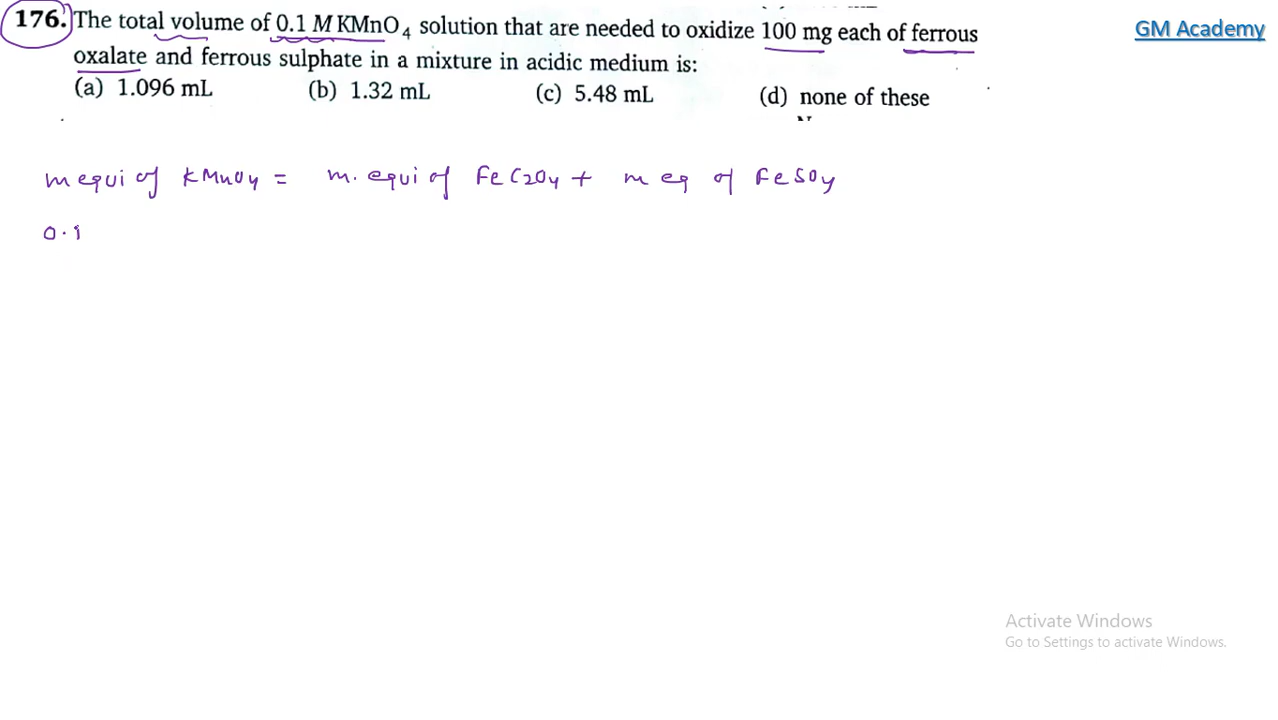 176. The total volume of 0.1 M KMnO4 solution that are needed to oxidize 100 mg each of ferrous
GM Academy
oxalate and ferrous sulphate in a mixture in acidic medium is:
(a) 1.096 mL (b) 1.32 mL (c) 5.48 mL (d) none of these
m equi of KMnO4 = m. equi of FeC2O4 + m eq of FeSO4
0.1
Activate Windows
Go to Settings to activate Windows.